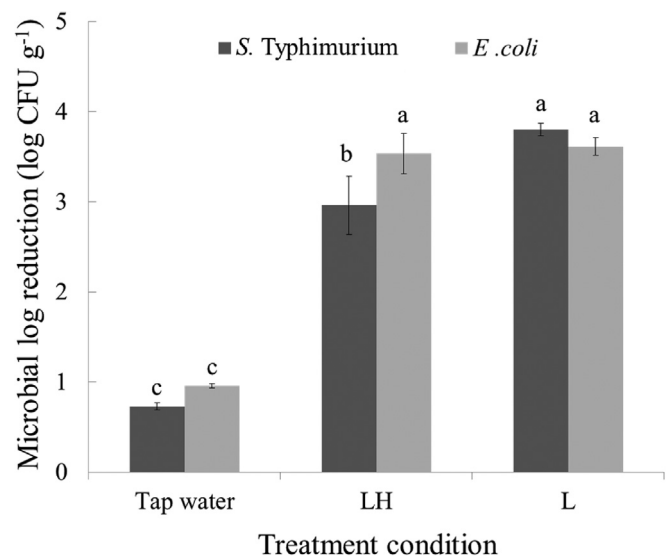 5
S. Typhimurium E .coli
a a
4 a
b
3
2
c c
1
0
Tap water LH L
Treatment condition
Microbial log reduction (log CFU g-1)